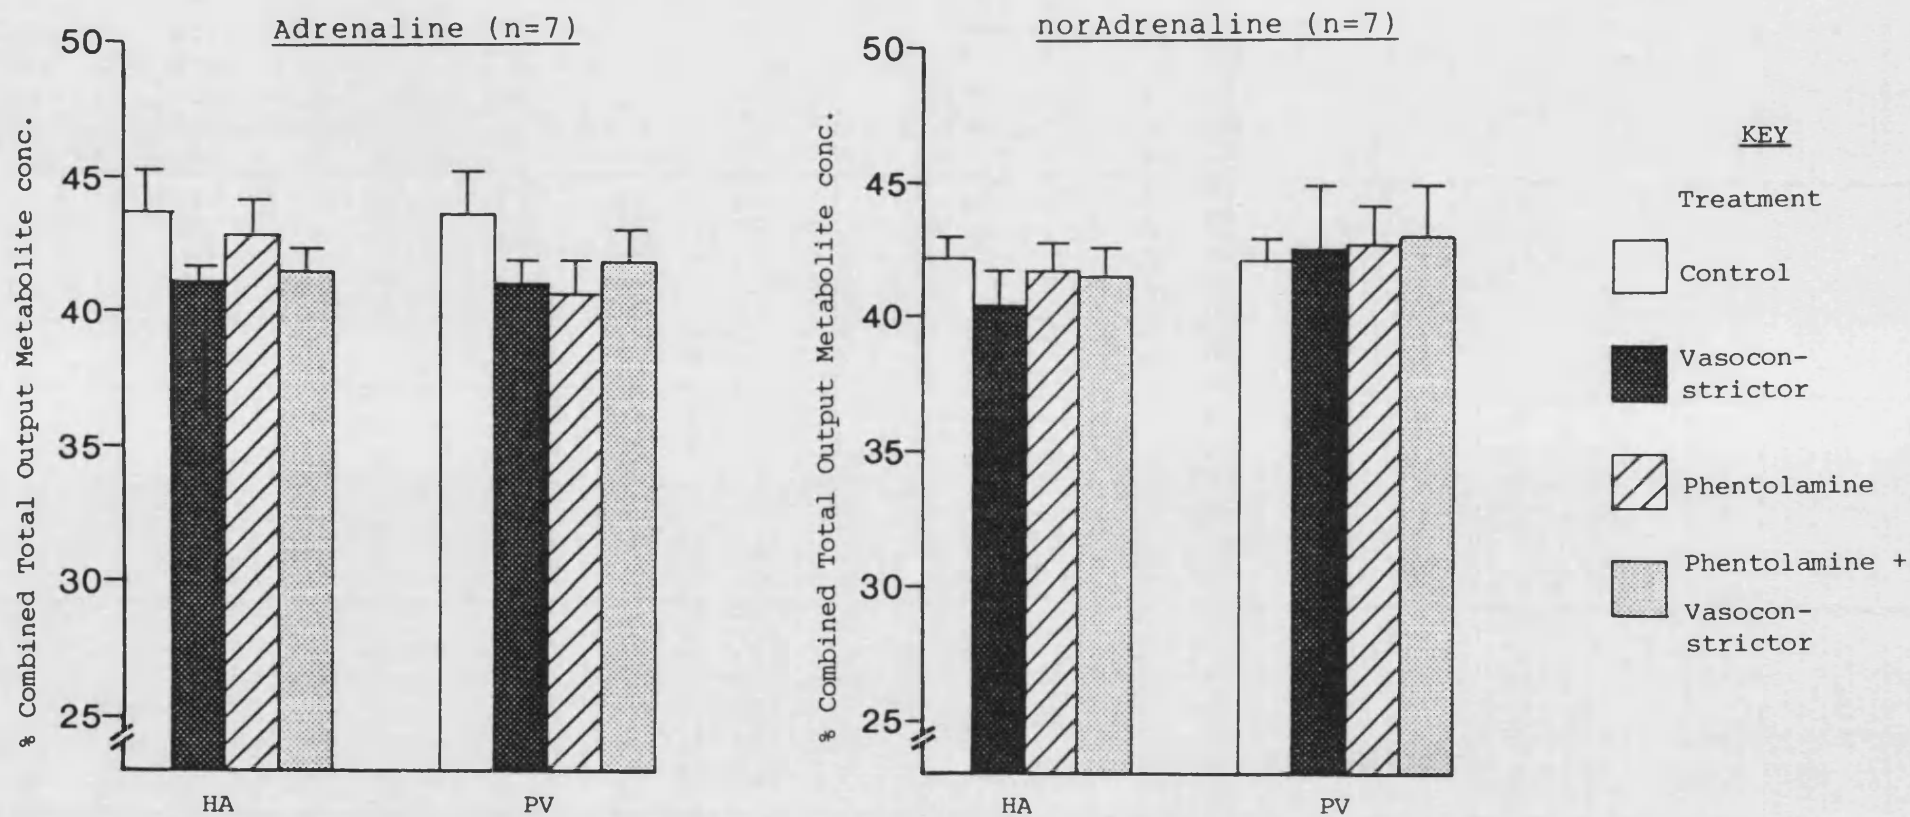 Adrenaline (n=7)
50
45
40
35
30
25
% Combined Total Output Metabolite conc.
HA
PV
norAdrenaline (n=7)
50
45
40
35
30
25
% Combined Total Output Metabolite conc.
HA
PV
KEY
Treatment
Control
Vasocon-
strictor
Phentolamine
Phentolamine +
Vasocon-
strictor